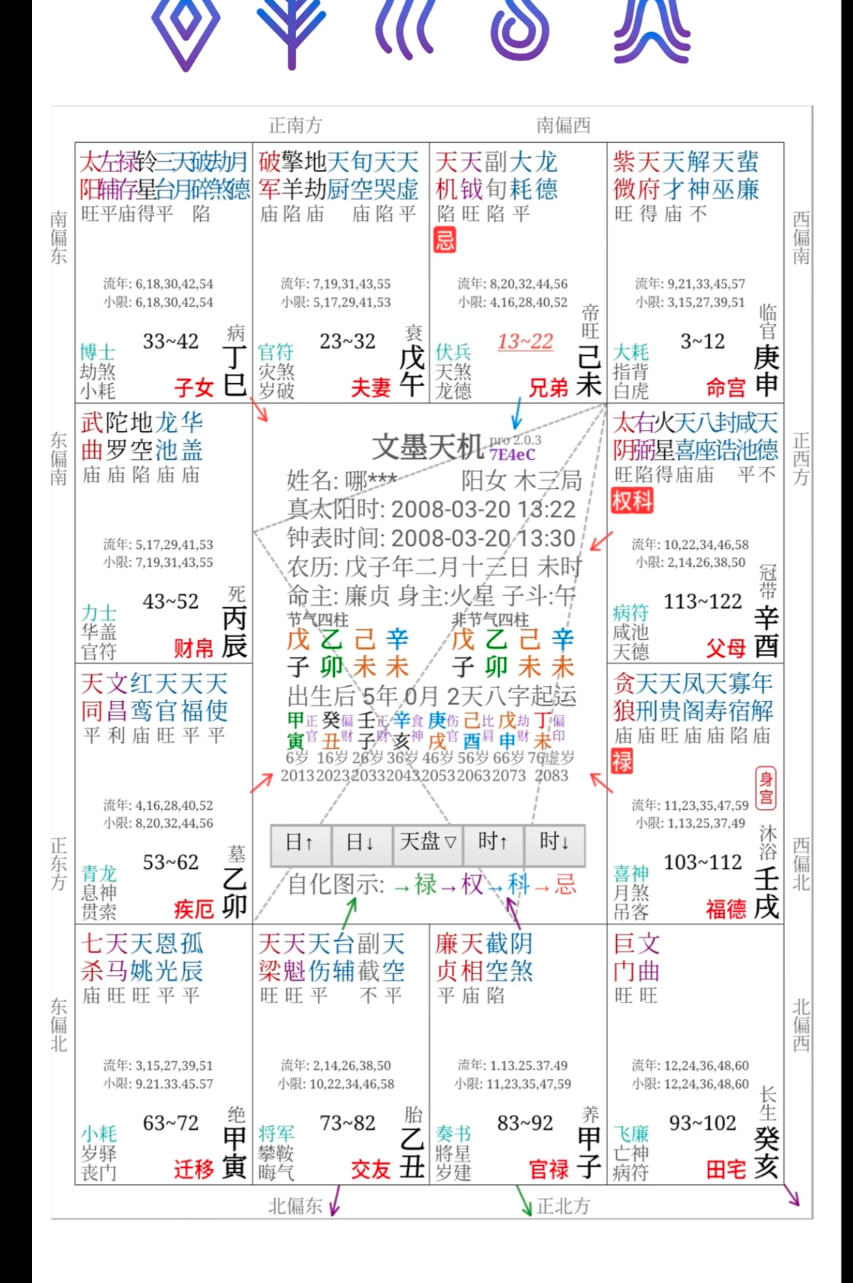 正南方
南偏西
太左禄铃三天破劫月
阳辅存星台月碎煞德
旺平庙得平 陷
流年: 6,18,30,42,54
小限: 6,18,30,42,54
33~42
病
博士
劫煞
小耗
子女
丁巳
破擎地天旬天天
军羊劫厨空哭虚
庙陷庙 庙陷平
流年: 7,19,31,43,55
小限: 5,17,29,41,53
23~32
衰
官符
灾煞
岁破
夫妻
戊午
天天副大龙
机钺旬耗德
陷旺陷平
忌
流年: 8,20,32,44,56
小限: 4,16,28,40,52
13~22
帝旺
伏兵
天煞
龙德
兄弟
己未
紫天天解天蜚
微府才神巫廉
旺得庙不
流年: 9,21,33,45,57
小限: 3,15,27,39,51
3~12
临官
大耗
指背
白虎
命宫
庚申
南偏东
西偏南
武陀地龙华
曲罗空池盖
庙庙陷庙庙
流年: 5,17,29,41,53
小限: 7,19,31,43,55
43~52
死
力士
华盖
官符
财帛
丙辰
东偏南
文墨天机 pro 2.0.3
7E4eC
姓名: 哪*** 阳女 木三局
真太阳时: 2008-03-20 13:22
钟表时间: 2008-03-20 13:30
农历: 戊子年二月十三日 未时
命主: 廉贞 身主:火星 子斗:午
节气四柱 非节气四柱
戊乙己辛 戊乙己辛
子卯未未 子卯未未
出生后 5年 0月 2天八字起运
甲正官 癸偏财 壬正财 辛食神 庚伤官 己比肩 戊劫财 丁偏印
寅 丑 子 亥 戌 酉 申 未
6岁 16岁 26岁 36岁 46岁 56岁 66岁 76虚岁
2013 2023 2033 2043 2053 2063 2073 2083
日↑ 日↓ 天盘▽ 时↑ 时↓
自化图示: →禄→权→科→忌
太右火天八封咸天
阴弼星喜座诰池德
旺陷得庙庙 平不
权科
流年: 10,22,34,46,58
小限: 2,14,26,38,50
113~122
冠带
病符
咸池
天德
父母
辛酉
正西方
天文红天天天
同昌鸾官福使
平利庙旺平平
流年: 4,16,28,40,52
小限: 8,20,32,44,56
53~62
墓
青龙
息神
贯索
疾厄
乙卯
正东方
贪天天凤天寡年
狼刑贵阁寿宿解
庙庙旺庙庙陷庙
禄
身宫
流年: 11,23,35,47,59
小限: 1,13,25,37,49
103~112
沐浴
喜神
月煞
吊客
福德
壬戌
西偏北
七天天恩孤
杀马姚光辰
庙旺旺平平
流年: 3,15,27,39,51
小限: 9.21.33.45.57
63~72
绝
小耗
岁驿
丧门
迁移
甲寅
东偏北
天天天台副天
梁魁伤辅截空
旺旺平 不平
流年: 2,14,26,38,50
小限: 10,22,34,46,58
73~82
胎
将军
攀鞍
晦气
交友
乙丑
廉天截阴
贞相空煞
平庙陷
流年: 1.13.25.37.49
小限: 11,23,35,47,59
83~92
养
奏书
將星
岁建
官禄
甲子
巨文
门曲
旺旺
流年: 12,24,36,48,60
小限: 12,24,36,48,60
93~102
长生
飞廉
亡神
病符
田宅
癸亥
北偏西
北偏东
正北方